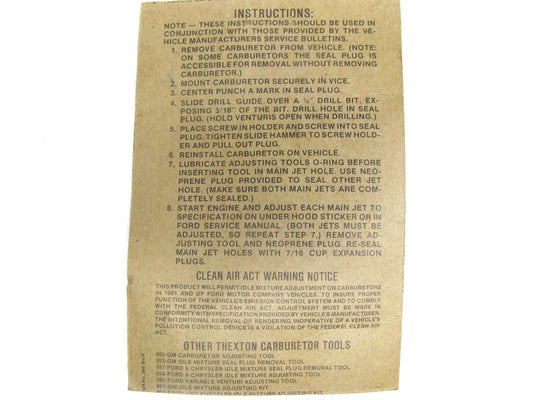 INSTRUCTIONS:
NOTE — THESE INSTRUCTIONS SHOULD BE USED IN
CONJUNCTION WITH THOSE PROVIDED BY THE VE-
HICLE MANUFACTURERS SERVICE BULLETINS.
1. REMOVE CARBURETOR FROM VEHICLE. (NOTE:
ON SOME CARBURETORS THE SEAL PLUG IS
ACCESSIBLE FOR REMOVAL WITHOUT REMOVING
CARBURETOR.)
2. MOUNT CARBURETOR SECURELY IN VICE.
3. CENTER PUNCH A MARK IN SEAL PLUG.
4. SLIDE DRILL GUIDE OVER A ⅛" DRILL BIT, EX-
POSING 3/16" OF THE BIT. DRILL HOLE IN SEAL
PLUG. (HOLD VENTURIS OPEN WHEN DRILLING.)
5. PLACE SCREW IN HOLDER AND SCREW INTO SEAL
PLUG, TIGHTEN SLIDE HAMMER TO SCREW HOLD-
ER AND PULL OUT PLUG.
6. REINSTALL CARBURETOR ON VEHICLE.
7. LUBRICATE ADJUSTING TOOLS O-RING BEFORE
INSERTING TOOL IN MAIN JET HOLE. USE NEO-
PRENE PLUG PROVIDED TO SEAL OTHER JET
HOLE. (MAKE SURE BOTH MAIN JETS ARE COM-
PLETELY SEALED.)
8. START ENGINE AND ADJUST EACH MAIN JET TO
SPECIFICATION ON UNDER HOOD STICKER OR IN
FORD SERVICE MANUAL. (BOTH JETS MUST BE
ADJUSTED, SO REPEAT STEP 7.) REMOVE AD-
JUSTING TOOL AND NEOPRENE PLUG. RE-SEAL
MAIN JET HOLES WITH 7/16 CUP EXPANSION
PLUGS.
CLEAN AIR ACT WARNING NOTICE
THIS PRODUCT WILL PERMIT IDLE MIXTURE ADJUSTMENT ON CARBURETORS
IN 1981 AND UP FORD MOTOR COMPANY VEHICLES. TO INSURE PROPER
FUNCTION OF THE VEHICLE'S EMISSION CONTROL SYSTEM AND TO COMPLY
WITH THE FEDERAL CLEAN AIR ACT, ADJUSTMENT MUST BE MADE IN
CONFORMITY WITH SPECIFICATION PROVIDED BY VEHICLE'S MANUFACTURER.
THE INTENTIONAL REMOVAL OR RENDERING INOPERATIVE OF A VEHICLE'S
POLLUTION CONTROL DEVICE IS A VIOLATION OF THE FEDERAL CLEAN AIR
ACT.
OTHER THEXTON CARBURETOR TOOLS
GM CARBURETOR ADJUSTING TOOL
GM IDLE MIXTURE SEAL PLUG REMOVAL TOOL
357-FORD & CHRYSLER IDLE MIXTURE SEAL PLUG REMOVAL TOOL
358-FORD & CHRYSLER MIXTURE ADJUSTING TOOL
FORD VARIABLE VENTURI ADJUSTING TOOL
GM IDLE MIXTURE ADJUSTING KIT
IDLE MIXTURE ADJUSTING KIT